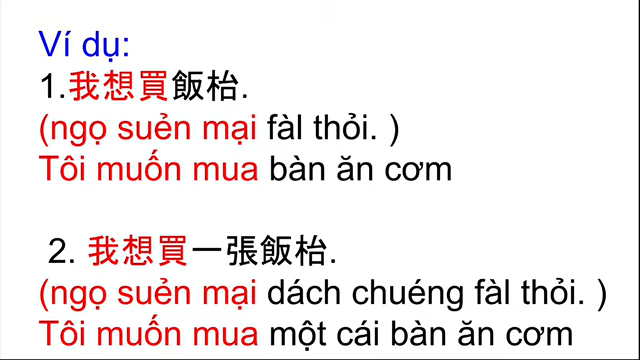 Ví dụ:
1.我想買飯枱.
(ngọ suẻn mại fàl thỏi. )
Tôi muốn mua bàn ăn cơm
2. 我想買一張飯枱.
(ngọ suẻn mại dách chuéng fàl thỏi. )
Tôi muốn mua một cái bàn ăn cơm